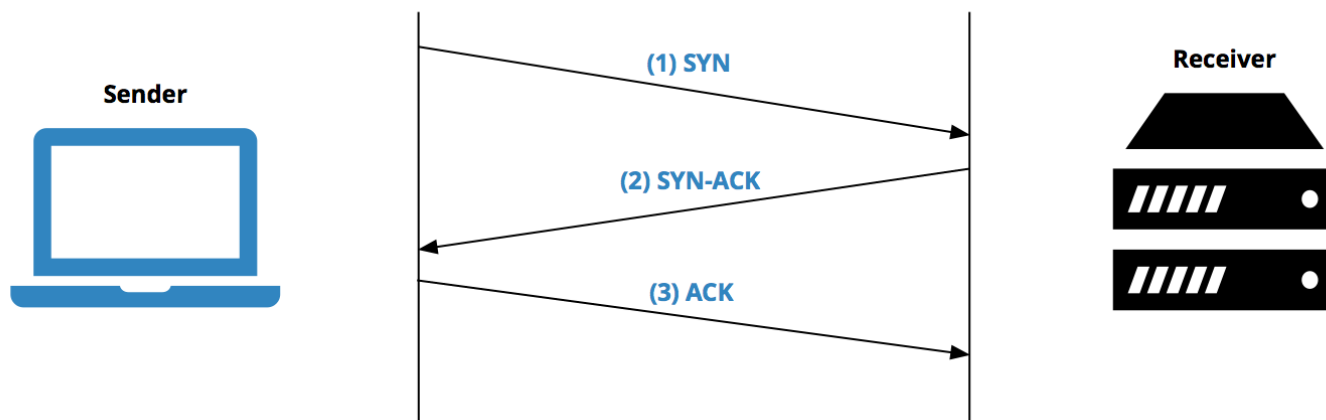 Sender
(1) SYN
Receiver
(2) SYN-ACK
(3) ACK